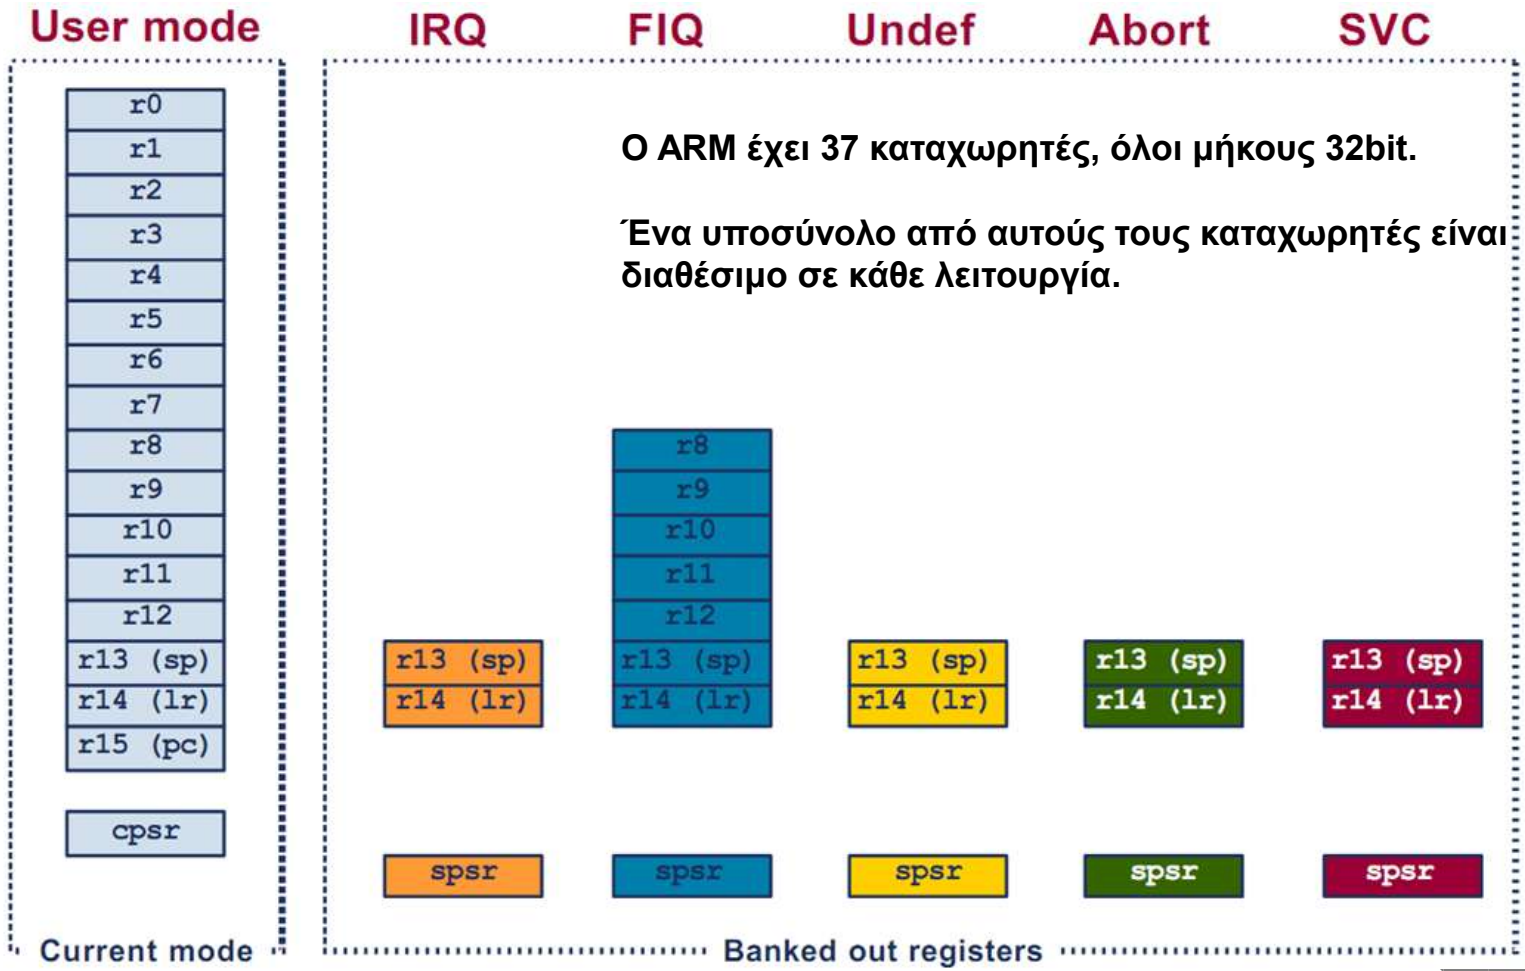 User mode
IRQ
FIQ
Undef
Abort
SVC
Ο ARM έχει 37 καταχωρητές, όλοι μήκους 32bit.
Ένα υποσύνολο από αυτούς τους καταχωρητές είναι
διαθέσιμο σε κάθε λειτουργία.
r0
r1
r2
r3
r4
r5
r6
r7
r8
r9
r10
r11
r12
r13 (sp)
r14 (lr)
r15 (pc)
cpsr
r13 (sp)
r14 (lr)
spsr
r8
r9
r10
r11
r12
r13 (sp)
r14 (lr)
spsr
r13 (sp)
r14 (lr)
spsr
r13 (sp)
r14 (lr)
spsr
r13 (sp)
r14 (lr)
spsr
Current mode
Banked out registers